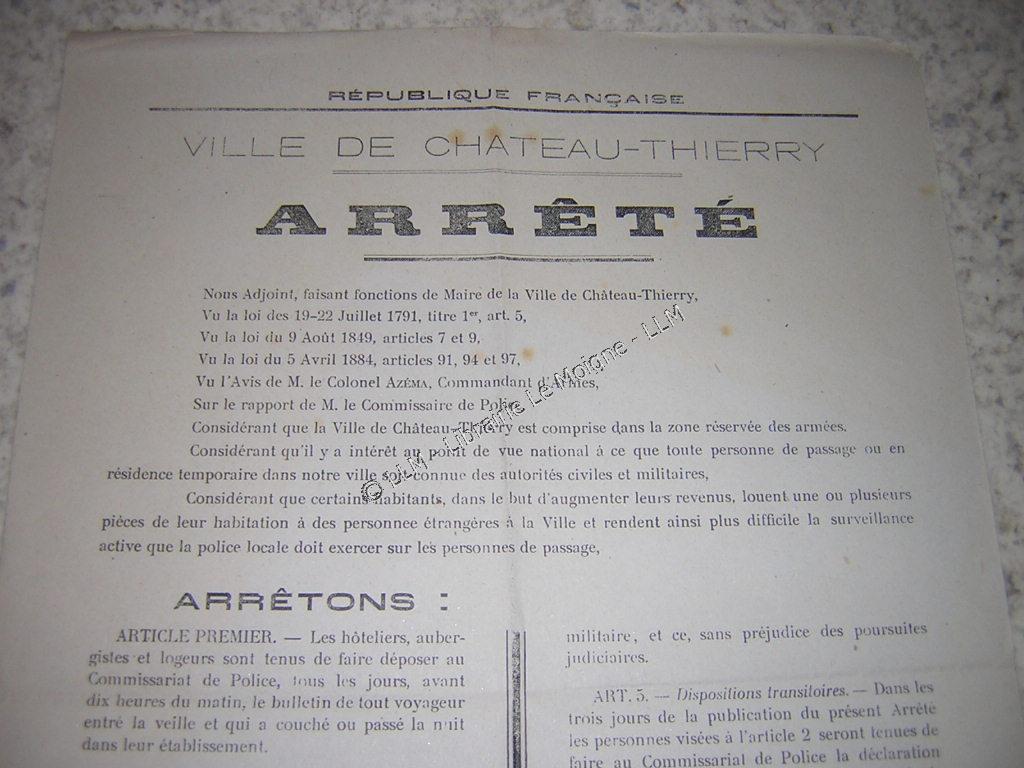 RÉPUBLIQUE FRANÇAISE
VILLE DE CHATEAU-THIERRY
ARRÊTÉ
Nous Adjoint, faisant fonctions de Maire de la Ville de Château-Thierry,
Vu la loi des 19-22 Juillet 1791, titre 1er, art. 5,
Vu la loi du 9 Août 1849, articles 7 et 9,
Vu la loi du 5 Avril 1884, articles 91, 94 et 97,
Vu l'Avis de M. le Colonel AZÉMA, Commandant d'Armes,
Sur le rapport de M. le Commissaire de Police
Considérant que la Ville de Château-Thierry est comprise dans la zone réservée des armées.
Considérant qu'il y a intérêt au point de vue national à ce que toute personne de passage ou en
résidence temporaire dans notre ville soit connue des autorités civiles et militaires,
Considérant que certains habitants, dans le but d'augmenter leurs revenus, louent une ou plusieurs
pièces de leur habitation à des personnee étrangères à la Ville et rendent ainsi plus difficile la surveillance
active que la police locale doit exercer sur les personnes de passage,
© LLM - Librairie Le Moigne - LLM
ARRÊTONS :
ARTICLE PREMIER. — Les hôteliers, auber-
gistes et logeurs sont tenus de faire déposer au
Commissariat de Police, tous les jours, avant
dix heures du matin, le bulletin de tout voyageur
entré la veille et qui a couché ou passé la nuit
dans leur établissement.
militaire, et ce, sans préjudice des poursuites
judiciaires.
ART. 5. — Dispositions transitoires. — Dans les
trois jours de la publication du présent Arrêté
les personnes visées à l'article 2 seront tenues de
faire au Commissariat de Police la déclaration